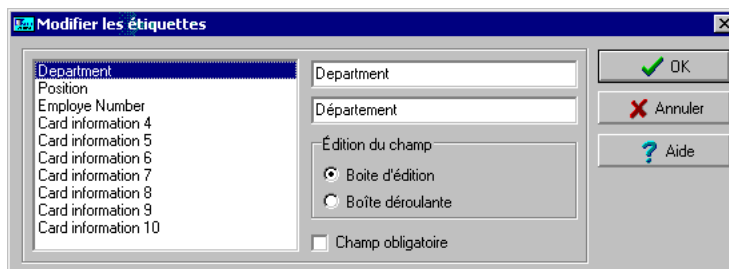 Modifier les étiquettes
Department
Position
Employe Number
Card information 4
Card information 5
Card information 6
Card information 7
Card information 8
Card information 9
Card information 10
Department
Département
Édition du champ
Boite d'édition
Boîte déroulante
Champ obligatoire
OK
Annuler
? Aide